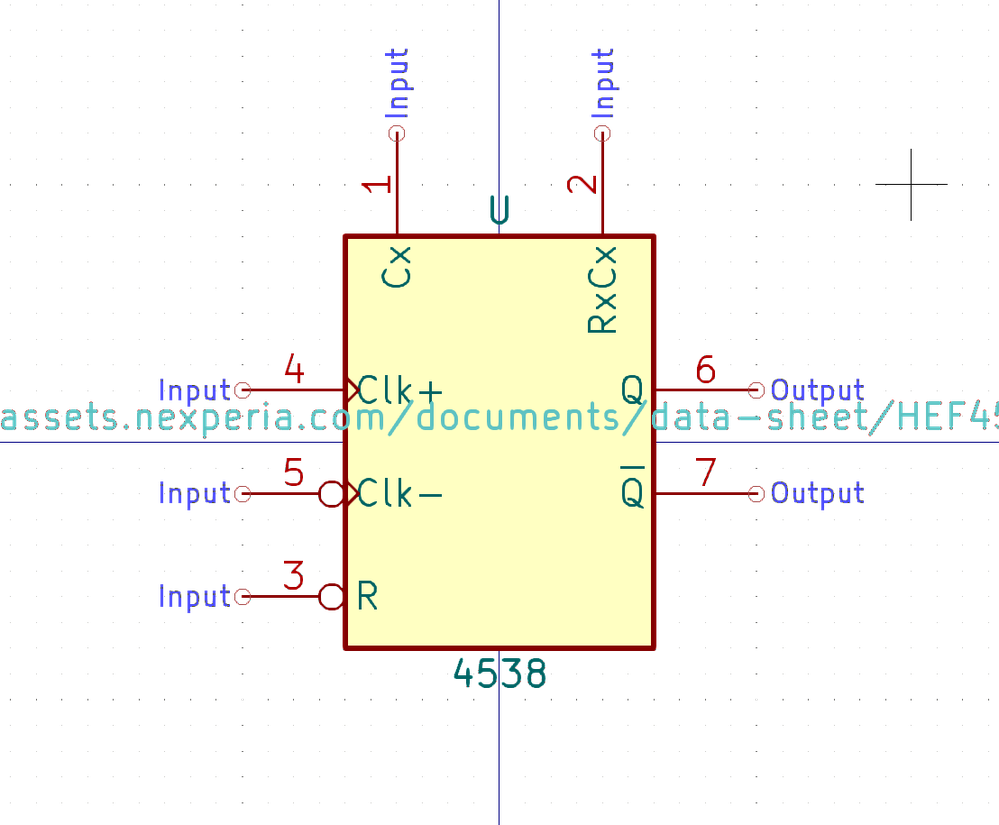 Input Input
1 2
U
Cx RxCx
Input 4 Clk+ Q 6 Output
assets.nexperia.com/documents/data-sheet/HEF45
Input 5 Clk- Q̅ 7 Output
Input 3 R
4538